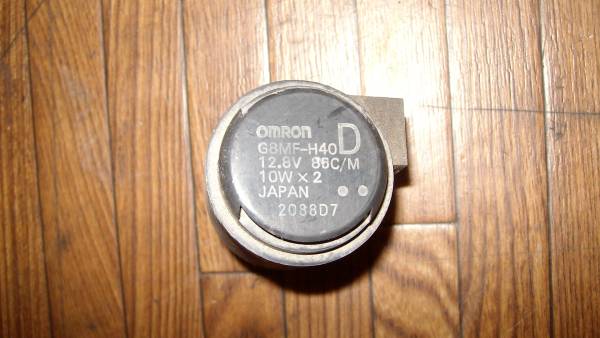 omron
G8MF-H40 D
12.8V 85C/M
10W × 2
JAPAN
2088D7